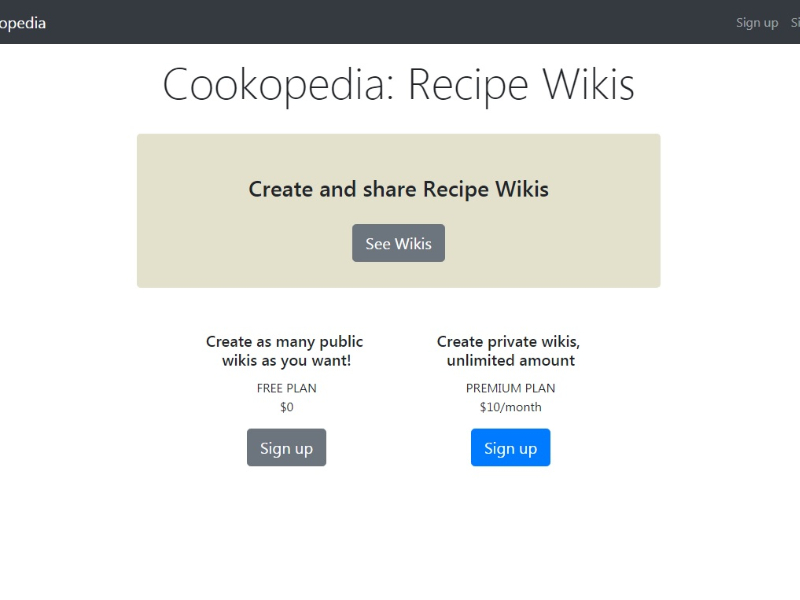 opedia Sign up
Cookopedia: Recipe Wikis
Create and share Recipe Wikis
See Wikis
Create as many public
wikis as you want!
FREE PLAN
$0
Sign up
Create private wikis,
unlimited amount
PREMIUM PLAN
$10/month
Sign up